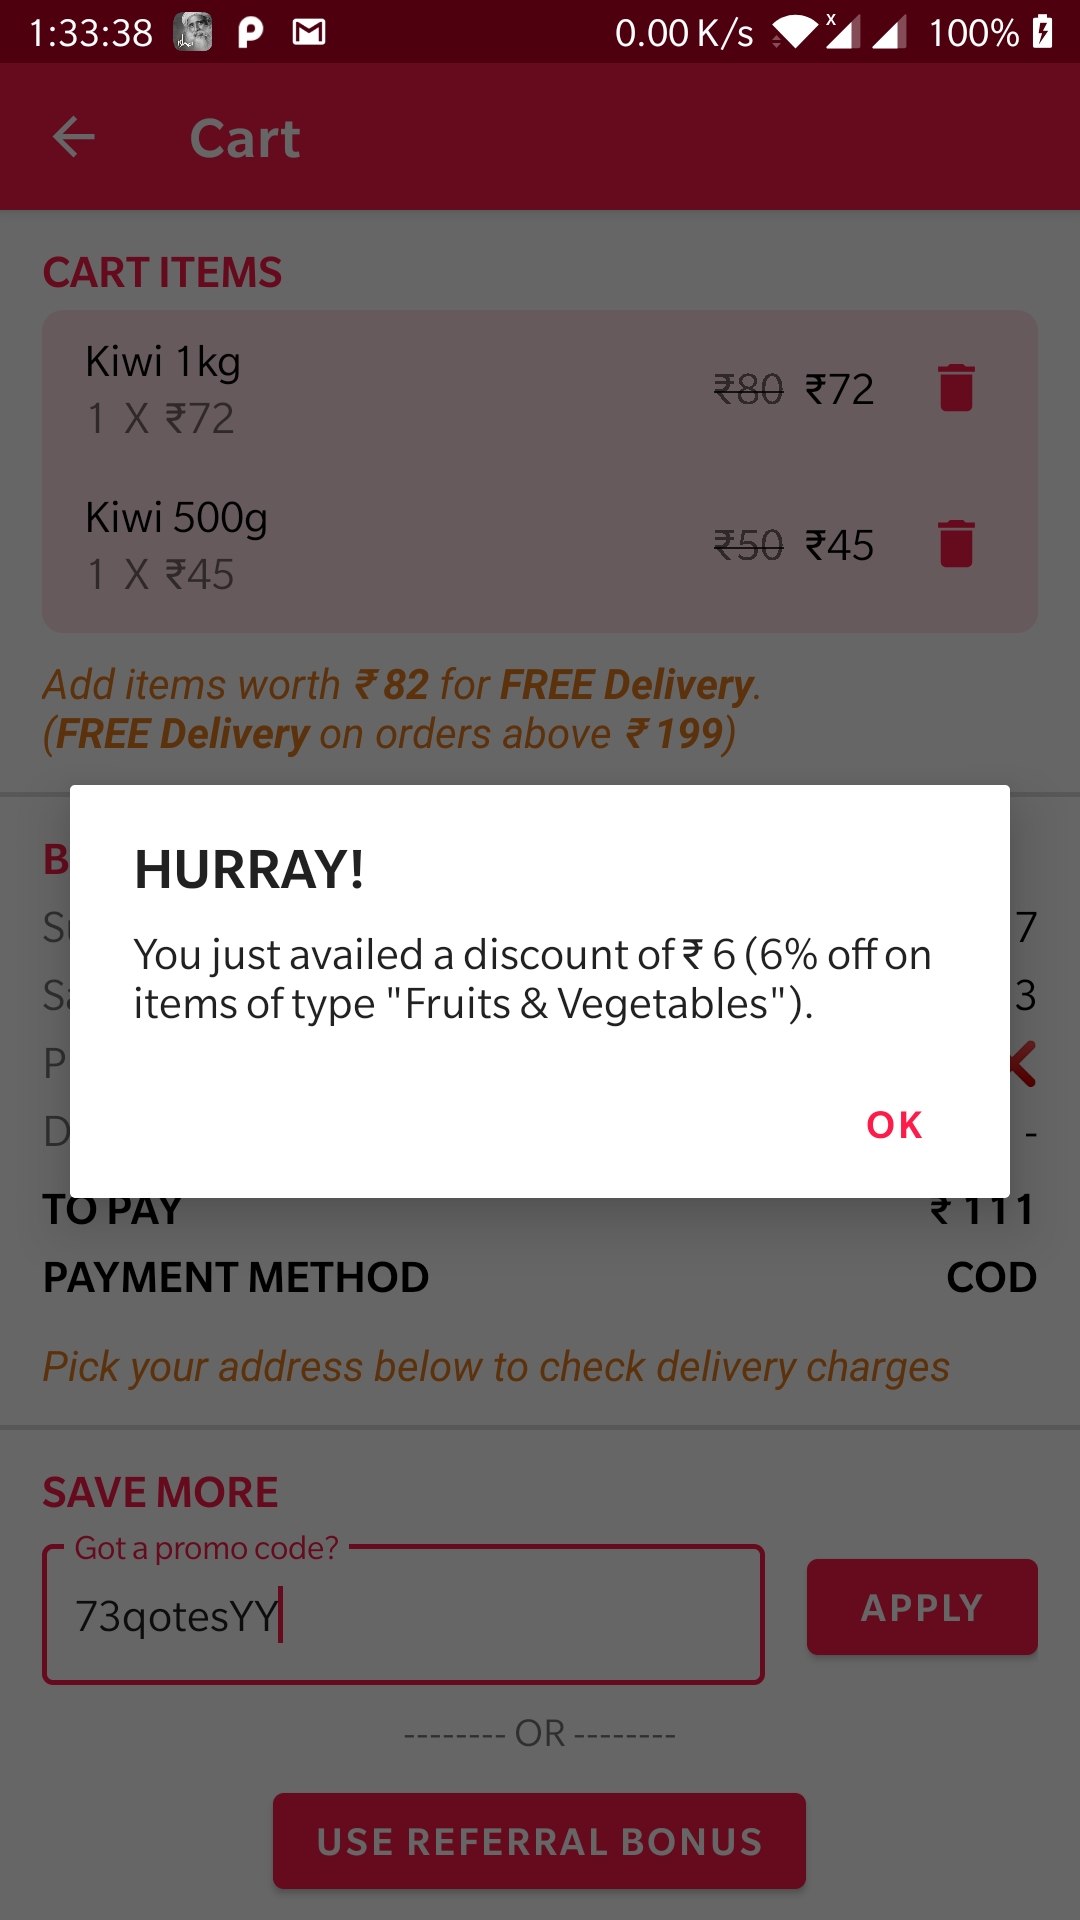 1:33:38 0.00 K/s x 100%
Cart
CART ITEMS
Kiwi 1kg
₹80 ₹72
1 X ₹72
Kiwi 500g
₹50 ₹45
1 X ₹45
Add items worth ₹ 82 for FREE Delivery.
(FREE Delivery on orders above ₹ 199)
HURRAY!
You just availed a discount of ₹ 6 (6% off on
items of type "Fruits & Vegetables").
OK
7
3
-
TO PAY ₹ 111
PAYMENT METHOD COD
Pick your address below to check delivery charges
SAVE MORE
Got a promo code?
73qotesYY
APPLY
-------- OR --------
USE REFERRAL BONUS